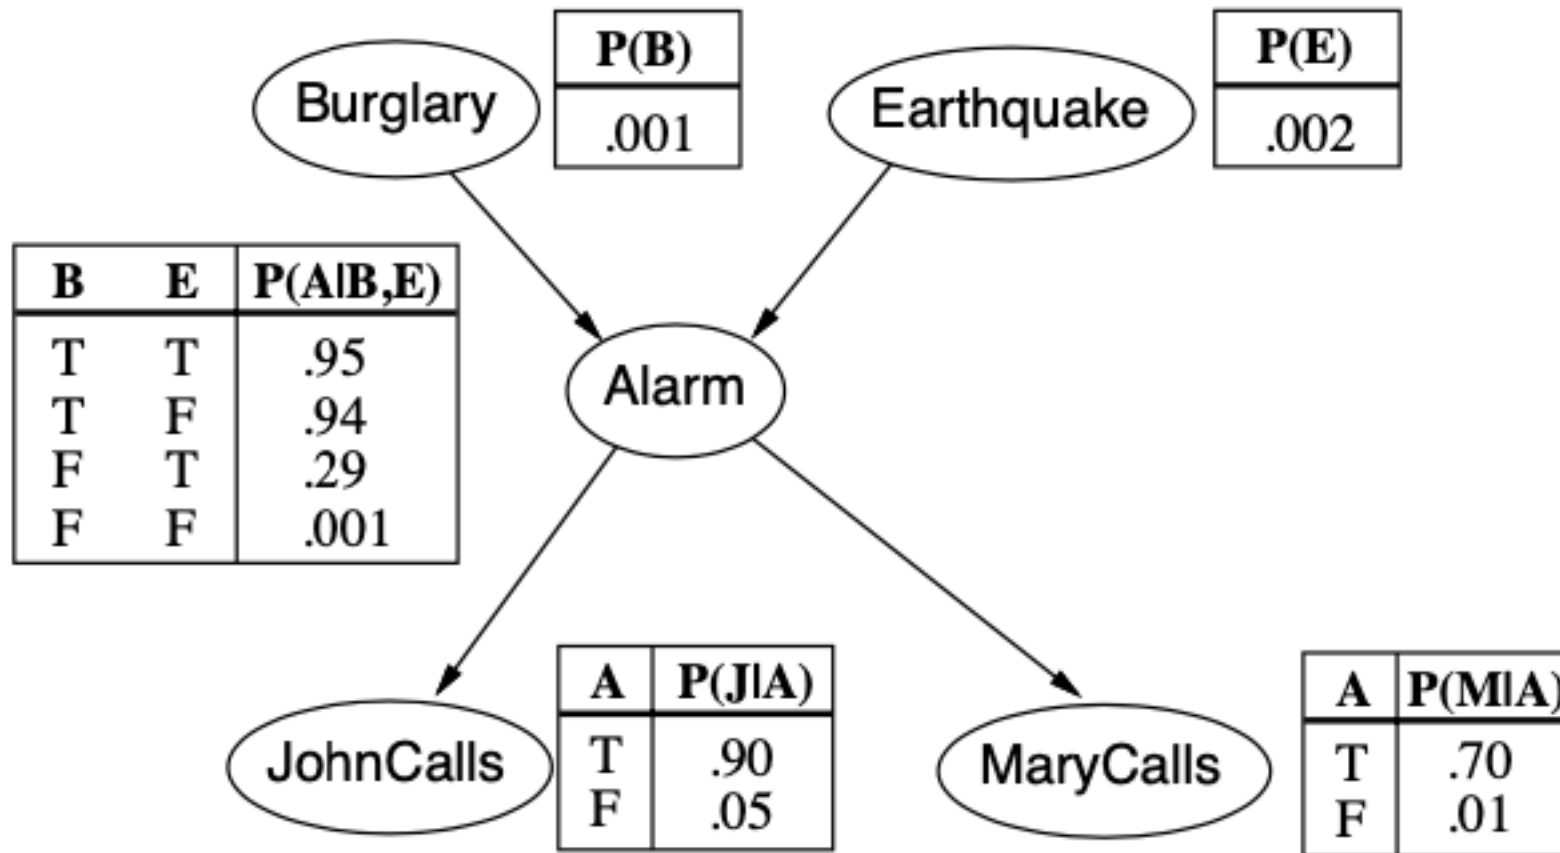 Burglary
P(B)
.001
Earthquake
P(E)
.002
B E P(A|B,E)
T T .95
T F .94
F T .29
F F .001
Alarm
JohnCalls
A P(J|A)
T .90
F .05
MaryCalls
A P(M|A)
T .70
F .01